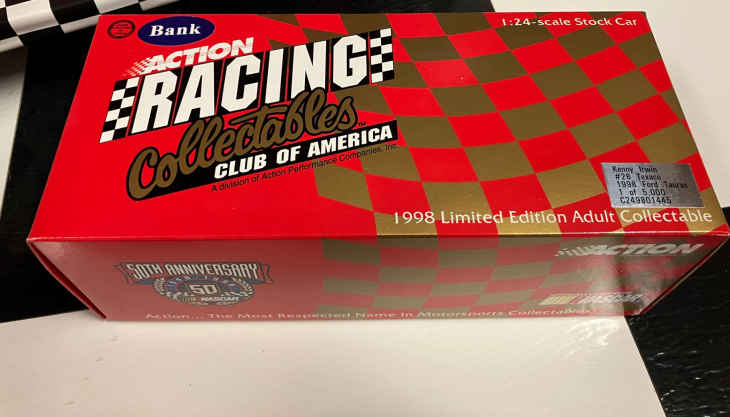 Bank
1:24-scale Stock Car
ACTION
RACING
Collectables™
CLUB OF AMERICA
A division of Action Performance Companies, Inc.
Kenny Irwin
#28 Texaco
1998 Ford Taurus
1 of 5,000
C249801445
1998 Limited Edition Adult Collectable
50TH ANNIVERSARY
50
NASCAR
ACTION
NASCAR
Action... The Most Respected Name In Motorsports Collectables